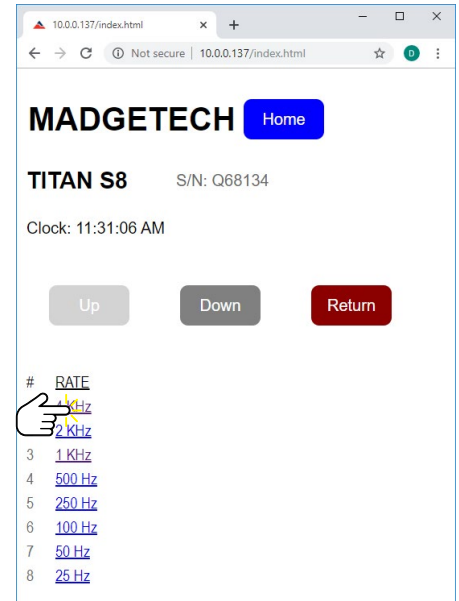 10.0.0.137/index.html
Not secure | 10.0.0.137/index.html
D
MADGETECH Home
TITAN S8 S/N: Q68134
Clock: 11:31:06 AM
Up Down Return
# RATE
KHz
2 KHz
3 1 KHz
4 500 Hz
5 250 Hz
6 100 Hz
7 50 Hz
8 25 Hz